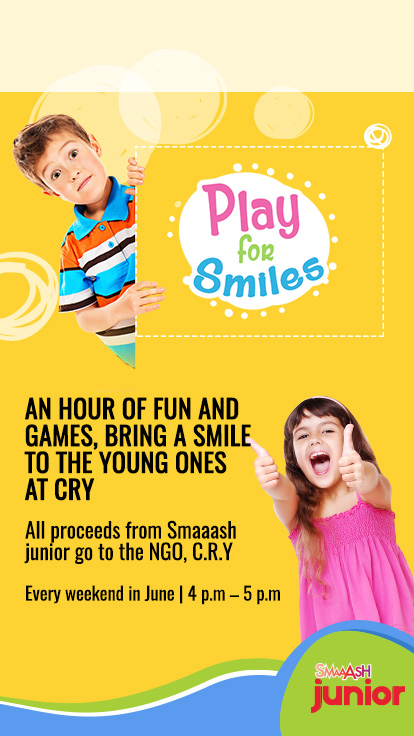 Play
for
Smiles
AN HOUR OF FUN AND
GAMES, BRING A SMILE
TO THE YOUNG ONES
AT CRY
All proceeds from Smaaash
junior go to the NGO, C.R.Y
Every weekend in June | 4 p.m – 5 p.m
SMAAASH
junior